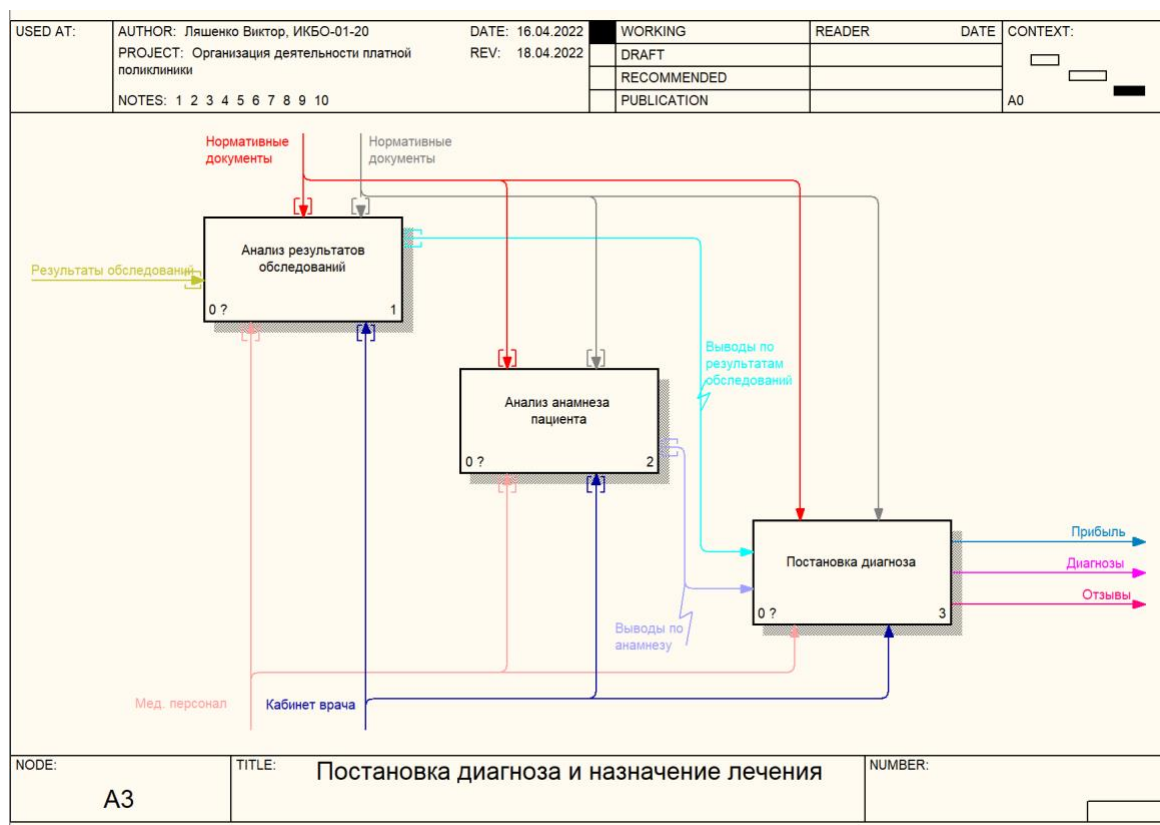 USED AT:
AUTHOR: Ляшенко Виктор, ИКБО-01-20
DATE: 16.04.2022
PROJECT: Организация деятельности платной
поликлиники
REV: 18.04.2022
NOTES: 1 2 3 4 5 6 7 8 9 10
WORKING
DRAFT
RECOMMENDED
PUBLICATION
READER
DATE
CONTEXT:
A0
Нормативные
документы
Нормативные
документы
Результаты обследований
Анализ результатов
обследований
0 ?
1
Выводы по
результатам
обследований
Анализ анамнеза
пациента
0 ?
2
Постановка диагноза
0 ?
3
Прибыль
Диагнозы
Отзывы
Выводы по
анамнезу
Мед. персонал
Кабинет врача
NODE:
A3
TITLE:
Постановка диагноза и назначение лечения
NUMBER: